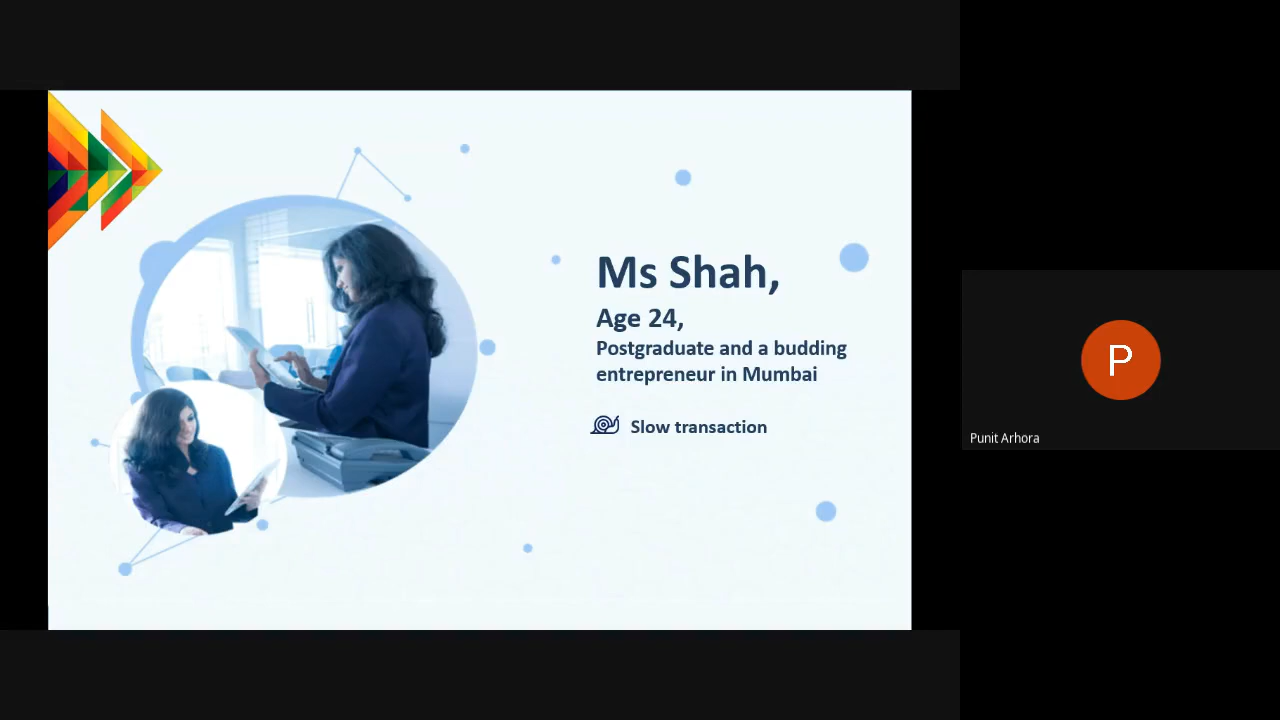 Ms Shah,
Age 24,
Postgraduate and a budding
entrepreneur in Mumbai
Slow transaction
P
Punit Arhora